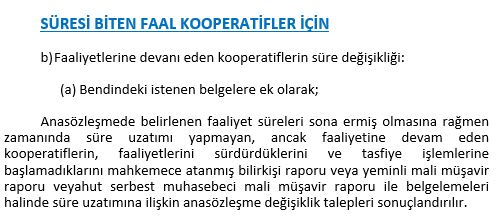 SÜRESİ BİTEN FAAL KOOPERATİFLER İÇİN
b)Faaliyetlerine devanı eden kooperatiflerin süre değişikliği:
(a) Bendindeki istenen belgelere ek olarak;
Anasözleşmede belirlenen faaliyet süreleri sona ermiş olmasına rağmen
zamanında süre uzatımı yapmayan, ancak faaliyetine devam eden
kooperatiflerin, faaliyetlerini sürdürdüklerini ve tasfiye işlemlerine
başlamadıklarını mahkemece atanmış bilirkişi raporu veya yeminli mali müşavir
raporu veyahut serbest muhasebeci mali müşavir raporu ile belgelemeleri
halinde süre uzatımına ilişkin anasözleşme değişiklik talepleri sonuçlandırılır.